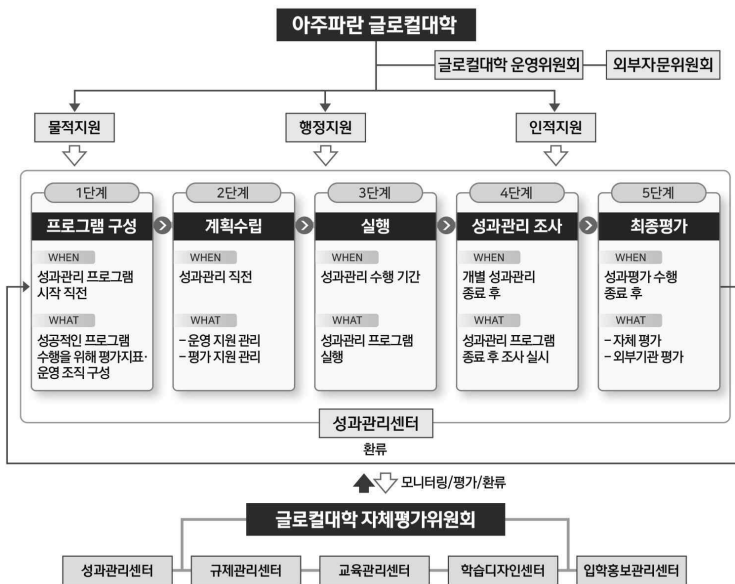 아주파란 글로컬대학
글로컬대학 운영위원회
외부자문위원회
물적지원
행정지원
인적지원
1단계
프로그램 구성
WHEN
성과관리 프로그램
시작 직전
WHAT
성공적인 프로그램
수행을 위해 평가지표·
운영 조직 구성
2단계
계획수립
WHEN
성과관리 직전
WHAT
– 운영 지원 관리
– 평가 지원 관리
3단계
실행
WHEN
성과관리 수행 기간
WHAT
성과관리 프로그램
실행
4단계
성과관리 조사
WHEN
개별 성과관리
종료 후
WHAT
성과관리 프로그램
종료 후 조사 실시
5단계
최종평가
WHEN
성과평가 수행
종료 후
WHAT
– 자체 평가
– 외부기관 평가
성과관리센터
환류
모니터링/평가/환류
글로컬대학 자체평가위원회
성과관리센터
규제관리센터
교육관리센터
학습디자인센터
입학홍보관리센터